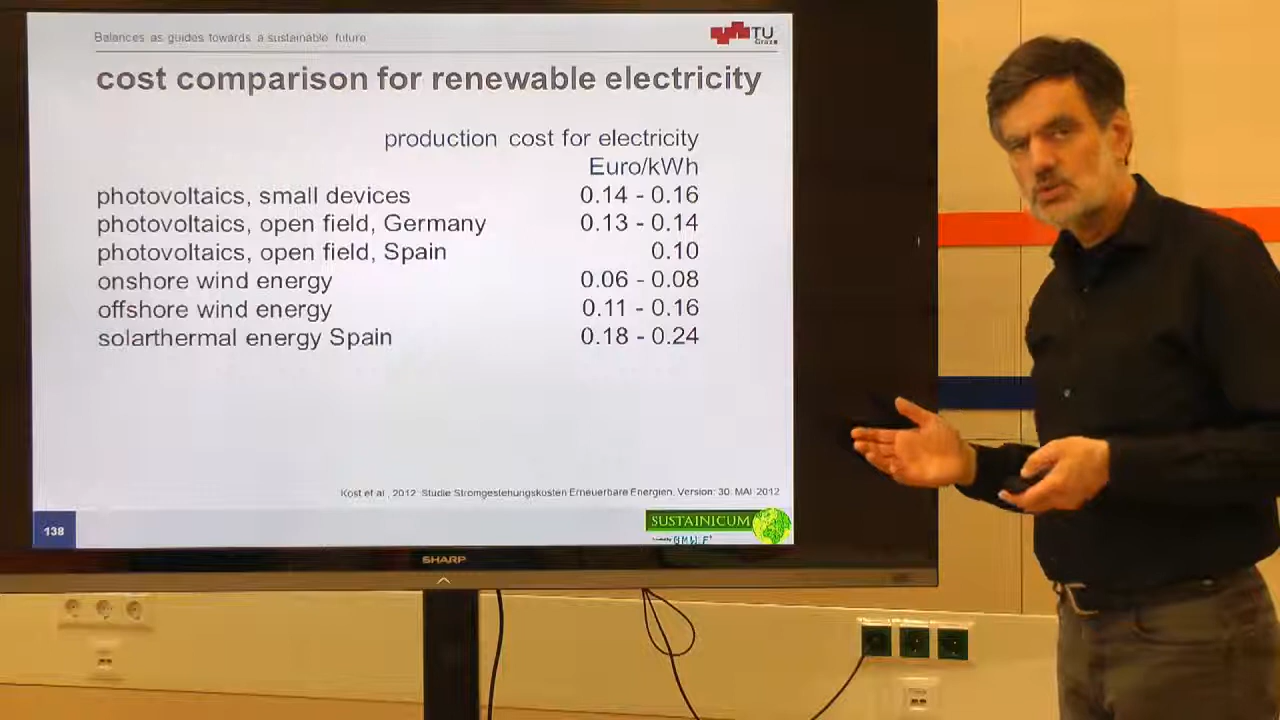 Balances as guides towards a sustainable future
TU
Graz
cost comparison for renewable electricity
production cost for electricity
Euro/kWh
photovoltaics, small devices 0.14 - 0.16
photovoltaics, open field, Germany 0.13 - 0.14
photovoltaics, open field, Spain 0.10
onshore wind energy 0.06 - 0.08
offshore wind energy 0.11 - 0.16
solarthermal energy Spain 0.18 - 0.24
Kost et al., 2012. Studie Stromgestehungskosten Erneuerbare Energien, Version: 30. MAI 2012
138
SUSTAINICUM
BMWF
SHARP